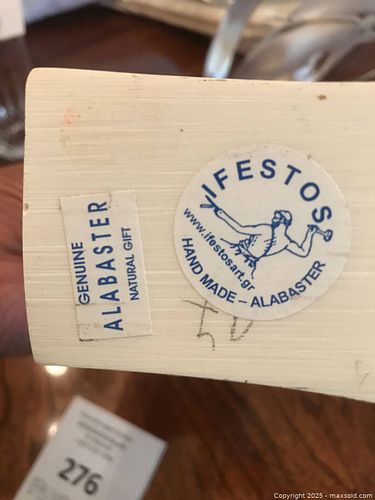 GENUINE
ALABASTER
NATURAL GIFT
IFESTOS
www.ifestosart.gr
HAND MADE – ALABASTER
276
Copyright © 2025 - maxsold.com